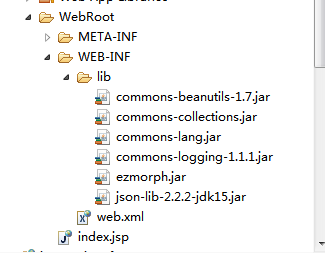 WebRoot
META-INF
WEB-INF
lib
commons-beanutils-1.7.jar
commons-collections.jar
commons-lang.jar
commons-logging-1.1.1.jar
ezmorph.jar
json-lib-2.2.2-jdk15.jar
web.xml
index.jsp